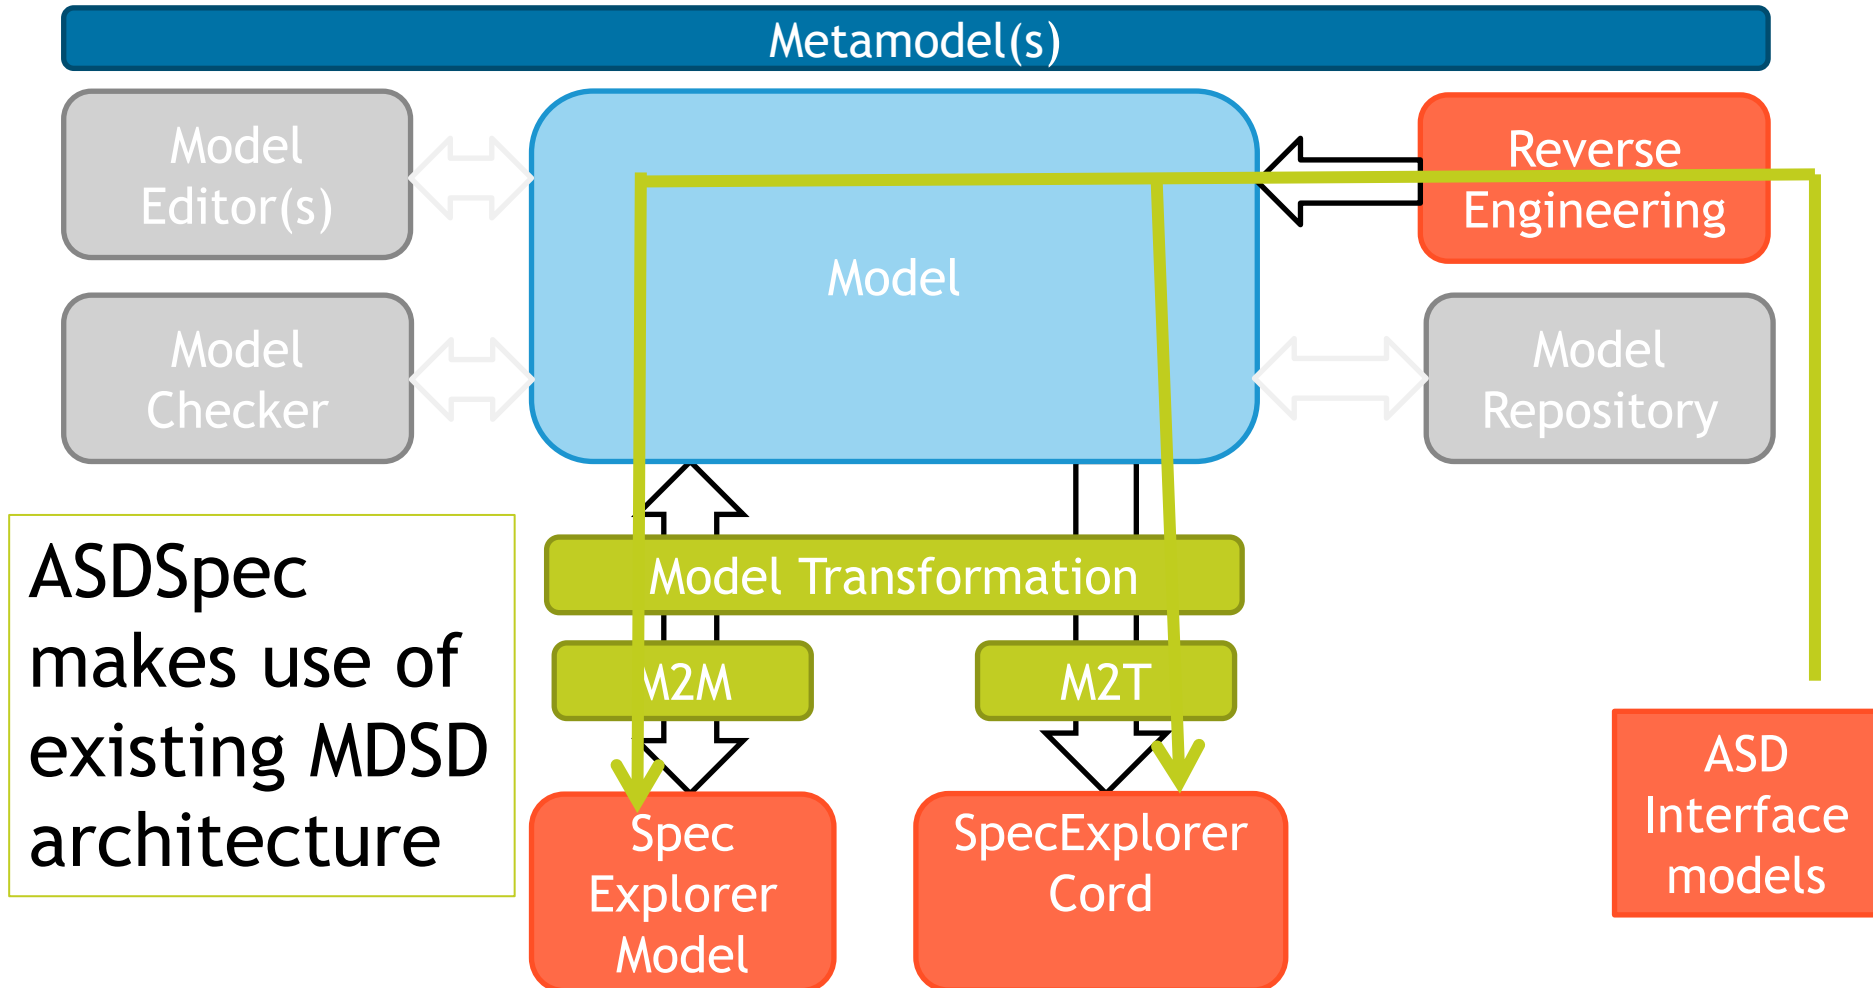 Metamodel(s)
Model
Editor(s)
Model
Reverse
Engineering
Model
Checker
Model
Repository
ASDSpec
makes use of
existing MDSD
architecture
Model Transformation
M2M
M2T
Spec
Explorer
Model
SpecExplorer
Cord
ASD
Interface
models